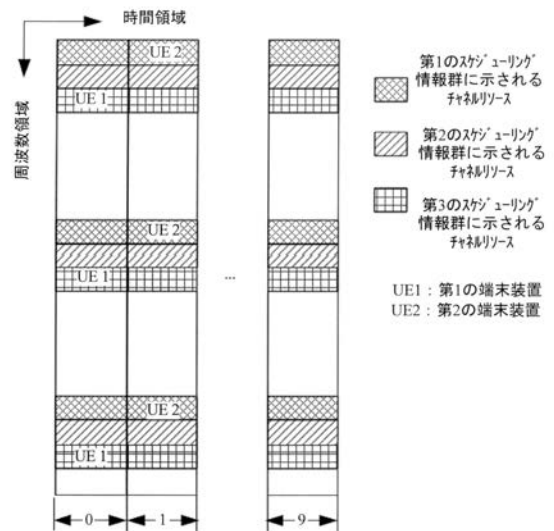 時間領域
周波数領域
UE 2
UE 1
UE 2
UE 1
UE 2
UE 1
...
0
1
9
第1のスケジューリング
情報群に示される
チャネルリソース
第2のスケジューリング
情報群に示される
チャネルリソース
第3のスケジューリング
情報群に示される
チャネルリソース
UE1：第1の端末装置
UE2：第2の端末装置